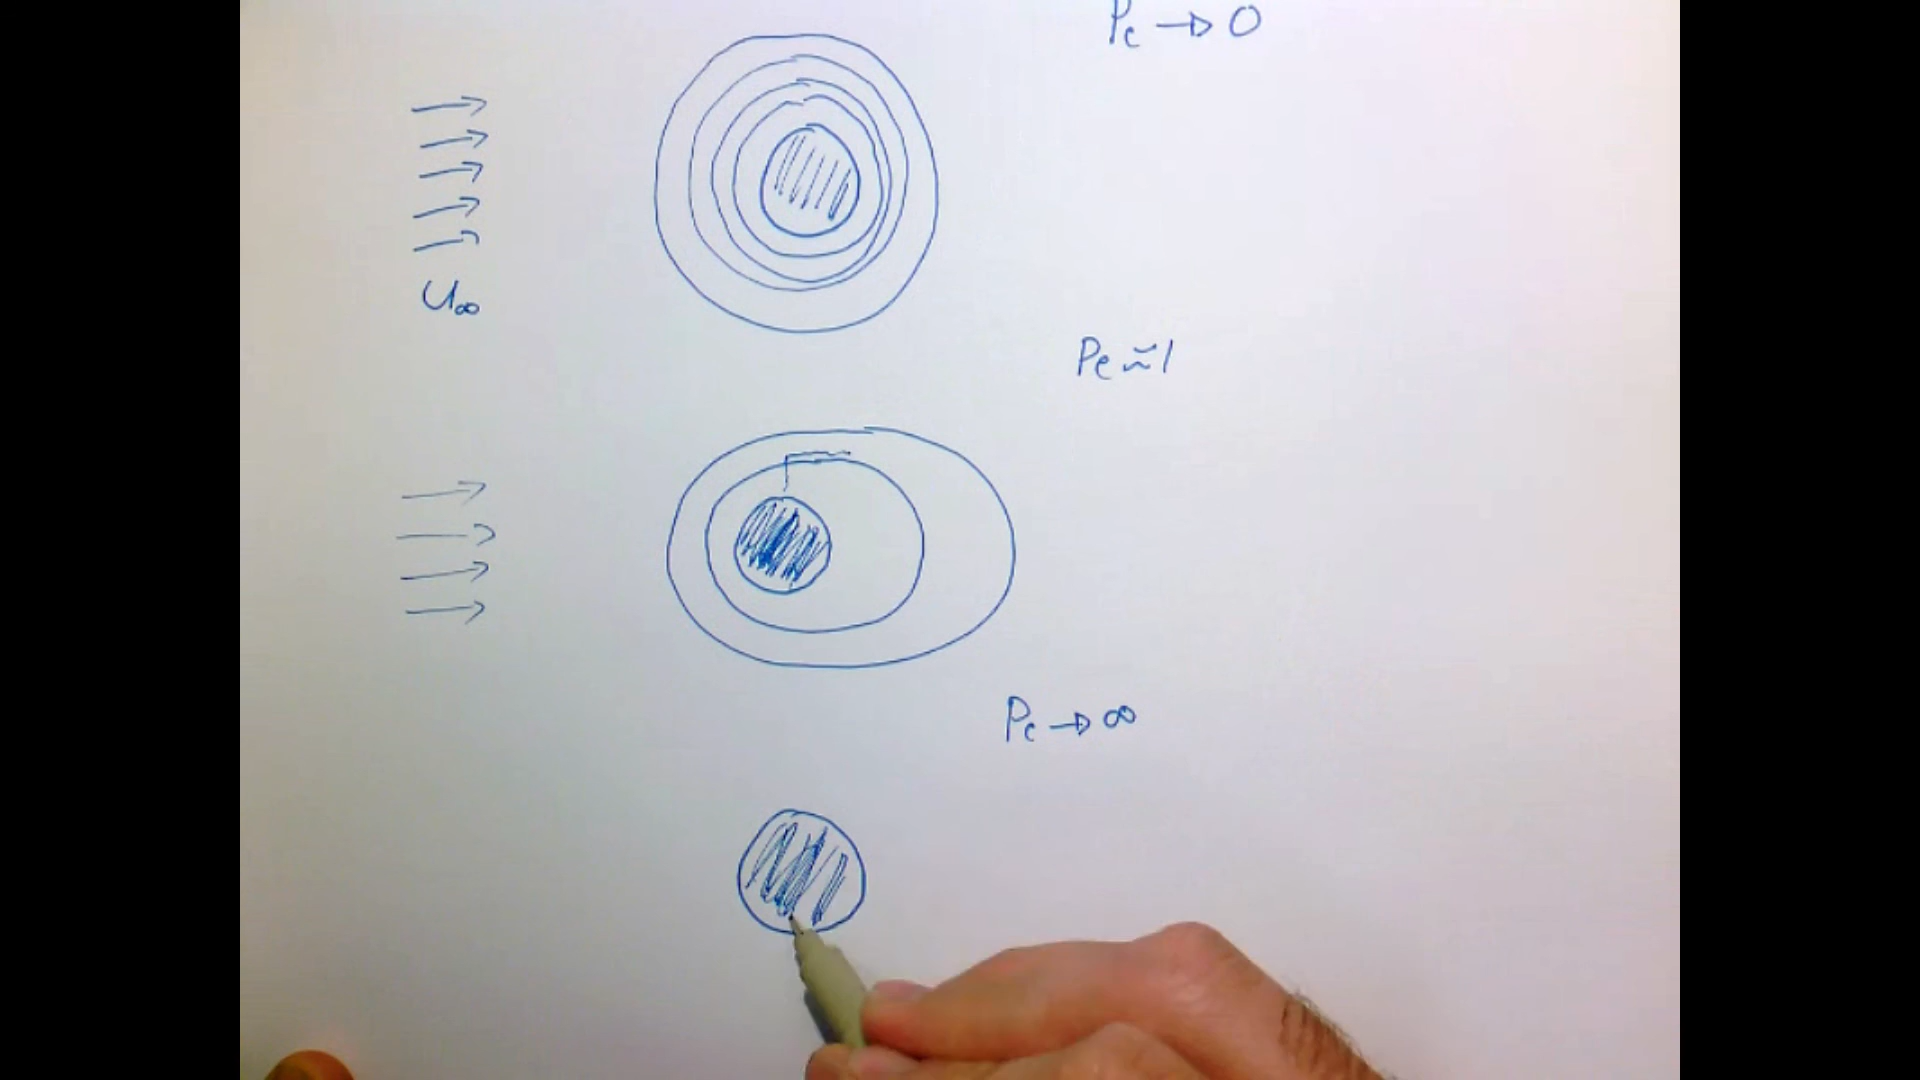 Pe → 0
U∞
Pe ≈ 1
Pe → ∞